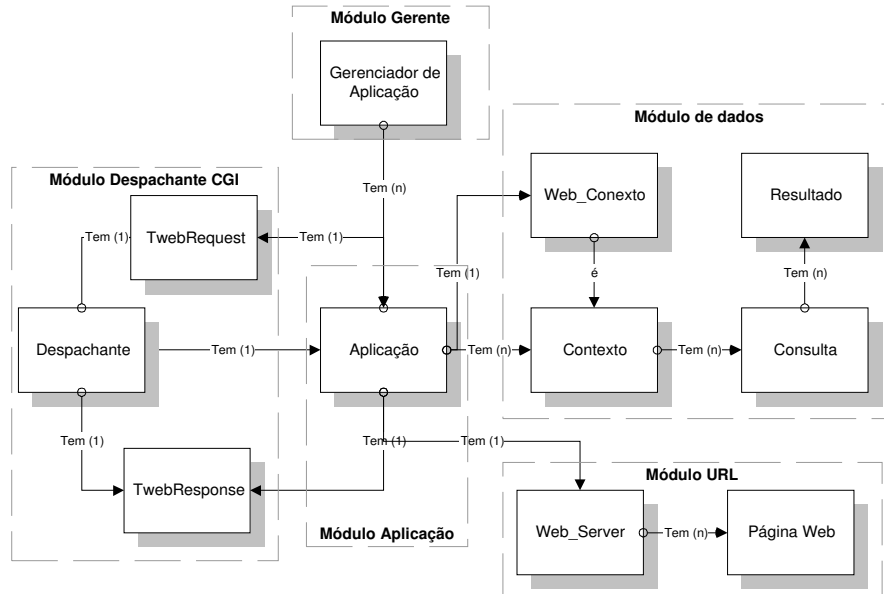 Módulo Gerente
Gerenciador de
Aplicação
Módulo de dados
Tem (n)
Módulo Despachante CGI
Web_Conexto
Resultado
TwebRequest
Tem (1)
Tem (1)
Tem (1)
é
Tem (n)
Despachante
Tem (1)
Aplicação
Tem (n)
Contexto
Tem (n)
Consulta
Tem (1)
Tem (1)
Tem (1)
Módulo URL
TwebResponse
Módulo Aplicação
Web_Server
Tem (n)
Página Web